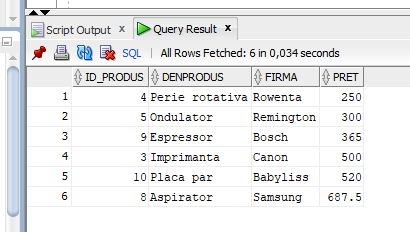 Script Output x Query Result x
SQL | All Rows Fetched: 6 in 0,034 seconds
ID_PRODUS DENPRODUS FIRMA PRET
1 4 Perie rotativa Rowenta 250
2 5 Ondulator Remington 300
3 9 Espressor Bosch 365
4 3 Imprimanta Canon 500
5 10 Placa par Babyliss 520
6 8 Aspirator Samsung 687.5